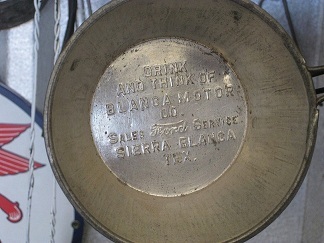 DRINK
AND THINK OF
BLANCA MOTOR
CO.
SALES Ford SERVICE
SIERRA BLANCA
TEX.